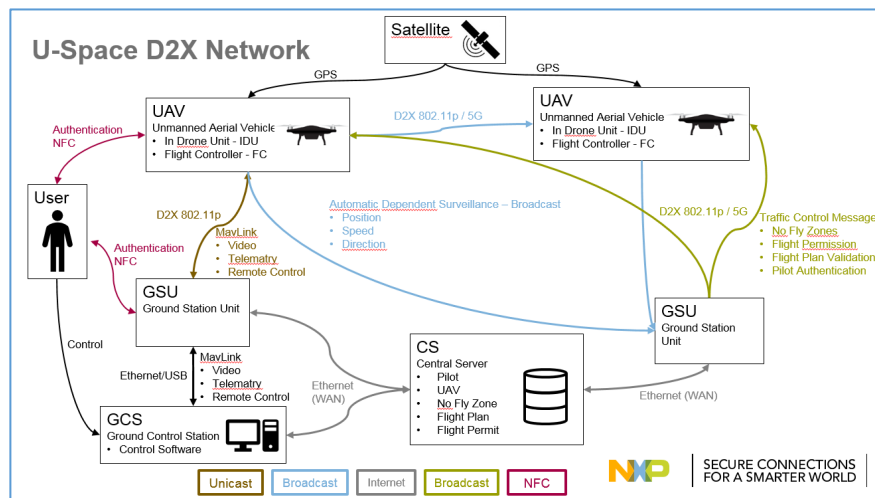 U-Space D2X Network
Satellite
GPS
GPS
UAV
Unmanned Aerial Vehicle
• In Drone Unit - IDU
• Flight Controller - FC
D2X 802.11p / 5G
UAV
Unmanned Aerial Vehicle
• In Drone Unit - IDU
• Flight Controller - FC
Authentication
NFC
User
D2X 802.11p
MavLink
• Video
• Telemetry
• Remote Control
Automatic Dependent Surveillance – Broadcast
• Position
• Speed
• Direction
D2X 802.11p / 5G
Traffic Control Message
• No Fly Zones
• Flight Permission
• Flight Plan Validation
• Pilot Authentication
Authentication
NFC
GSU
Ground Station Unit
GSU
Ground Station
Unit
Control
Ethernet/USB
MavLink
• Video
• Telemetry
• Remote Control
Ethernet
(WAN)
CS
Central Server
• Pilot
• UAV
• No Fly Zone
• Flight Plan
• Flight Permit
Ethernet (WAN)
GCS
Ground Control Station
• Control Software
Unicast
Broadcast
Internet
Broadcast
NFC
NXP
SECURE CONNECTIONS
FOR A SMARTER WORLD